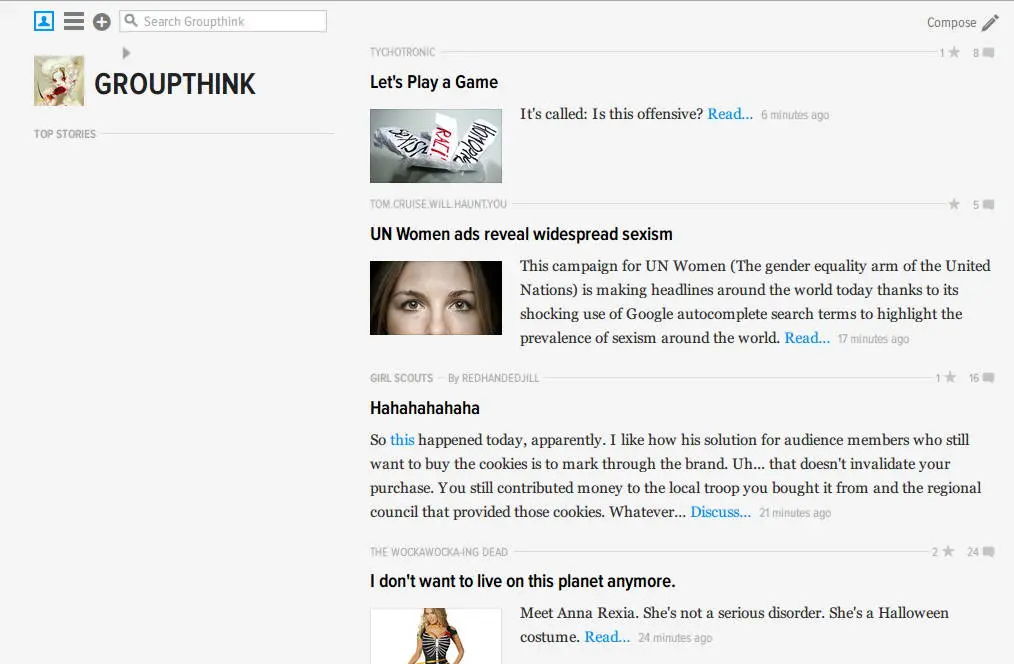 Search Groupthink
Compose
GROUPTHINK
TOP STORIES
TYCHOTRONIC 1 8
Let's Play a Game
It's called: Is this offensive? Read... 6 minutes ago
TOM.CRUISE.WILL.HAUNT.YOU 5
UN Women ads reveal widespread sexism
This campaign for UN Women (The gender equality arm of the United
Nations) is making headlines around the world today thanks to its
shocking use of Google autocomplete search terms to highlight the
prevalence of sexism around the world. Read... 17 minutes ago
GIRL SCOUTS – By REDHANDEDJILL 1 16
Hahahahahaha
So this happened today, apparently. I like how his solution for audience members who still
want to buy the cookies is to mark through the brand. Uh... that doesn't invalidate your
purchase. You still contributed money to the local troop you bought it from and the regional
council that provided those cookies. Whatever... Discuss... 21 minutes ago
THE WOCKAWOCKA-ING DEAD 2 24
I don't want to live on this planet anymore.
Meet Anna Rexia. She's not a serious disorder. She's a Halloween
costume. Read... 24 minutes ago